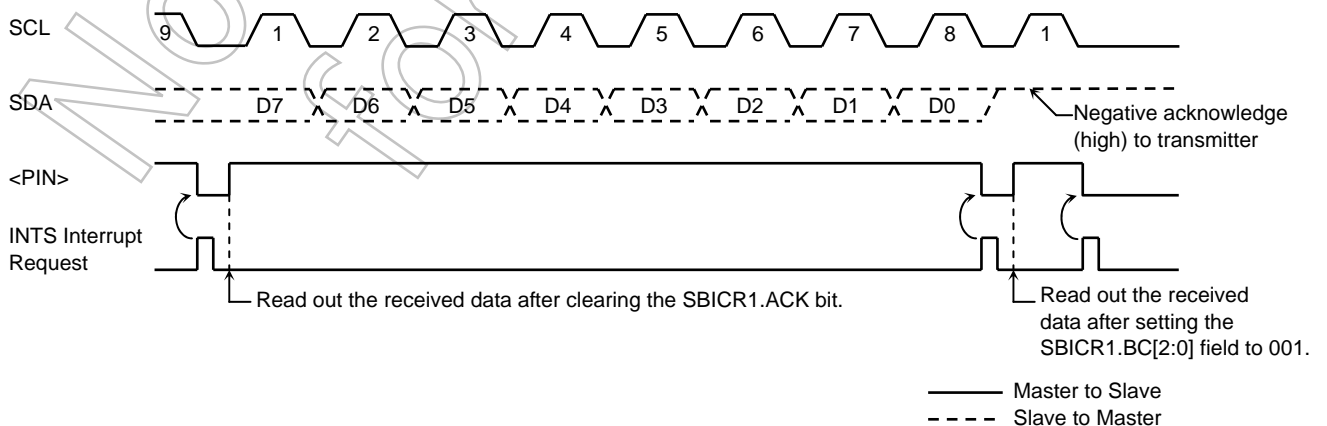 SCL
9 1 2 3 4 5 6 7 8 1
SDA
D7 D6 D5 D4 D3 D2 D1 D0
Negative acknowledge
(high) to transmitter
<PIN>
INTS Interrupt
Request
Read out the received data after clearing the SBICR1.ACK bit.
Read out the received
data after setting the
SBICR1.BC[2:0] field to 001.
Master to Slave
Slave to Master